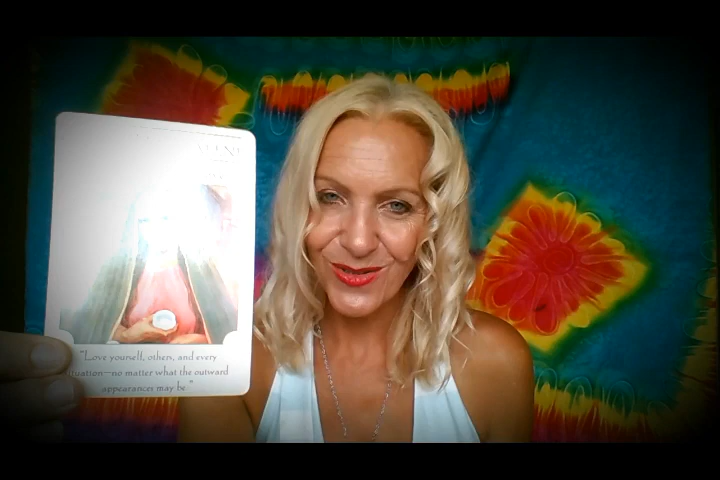 "Love yourself, others, and every
situation—no matter what the outward
appearances may be."